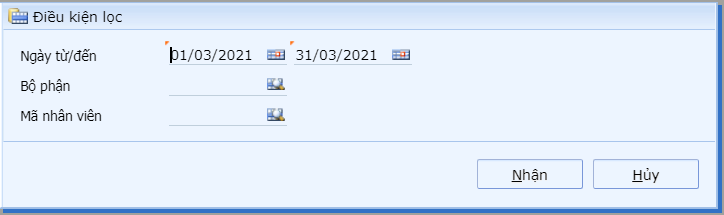 Điều kiện lọc
Ngày từ/đến 01/03/2021 31/03/2021
Bộ phận
Mã nhân viên
Nhận Hủy